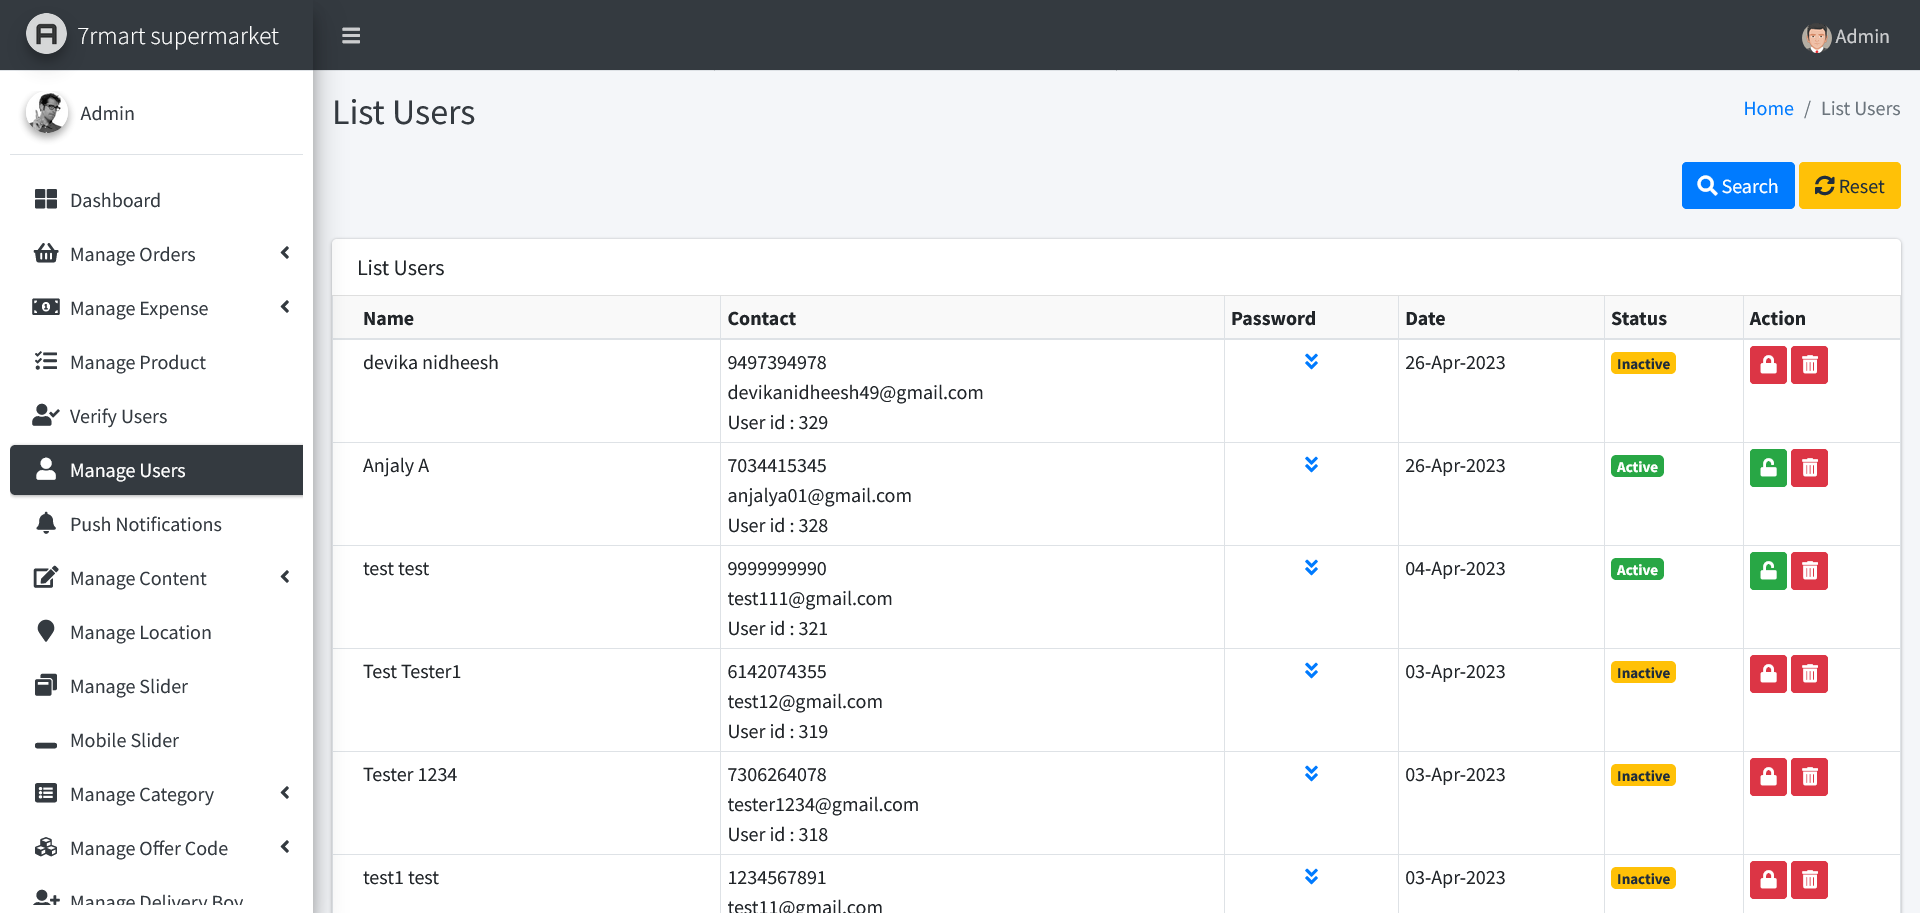 7rmart supermarket
Admin
Admin
List Users
Home / List Users
Search Reset
Dashboard
Manage Orders
Manage Expense
Manage Product
Verify Users
Manage Users
Push Notifications
Manage Content
Manage Location
Manage Slider
Mobile Slider
Manage Category
Manage Offer Code
Manage Delivery Boy
List Users
Name Contact Password Date Status Action
devika nidheesh 9497394978 26-Apr-2023 Inactive
devikanidheesh49@gmail.com
User id : 329
Anjaly A 7034415345 26-Apr-2023 Active
anjalya01@gmail.com
User id : 328
test test 9999999990 04-Apr-2023 Active
test111@gmail.com
User id : 321
Test Tester1 6142074355 03-Apr-2023 Inactive
test12@gmail.com
User id : 319
Tester 1234 7306264078 03-Apr-2023 Inactive
tester1234@gmail.com
User id : 318
test1 test 1234567891 03-Apr-2023 Inactive
test11@gmail.com